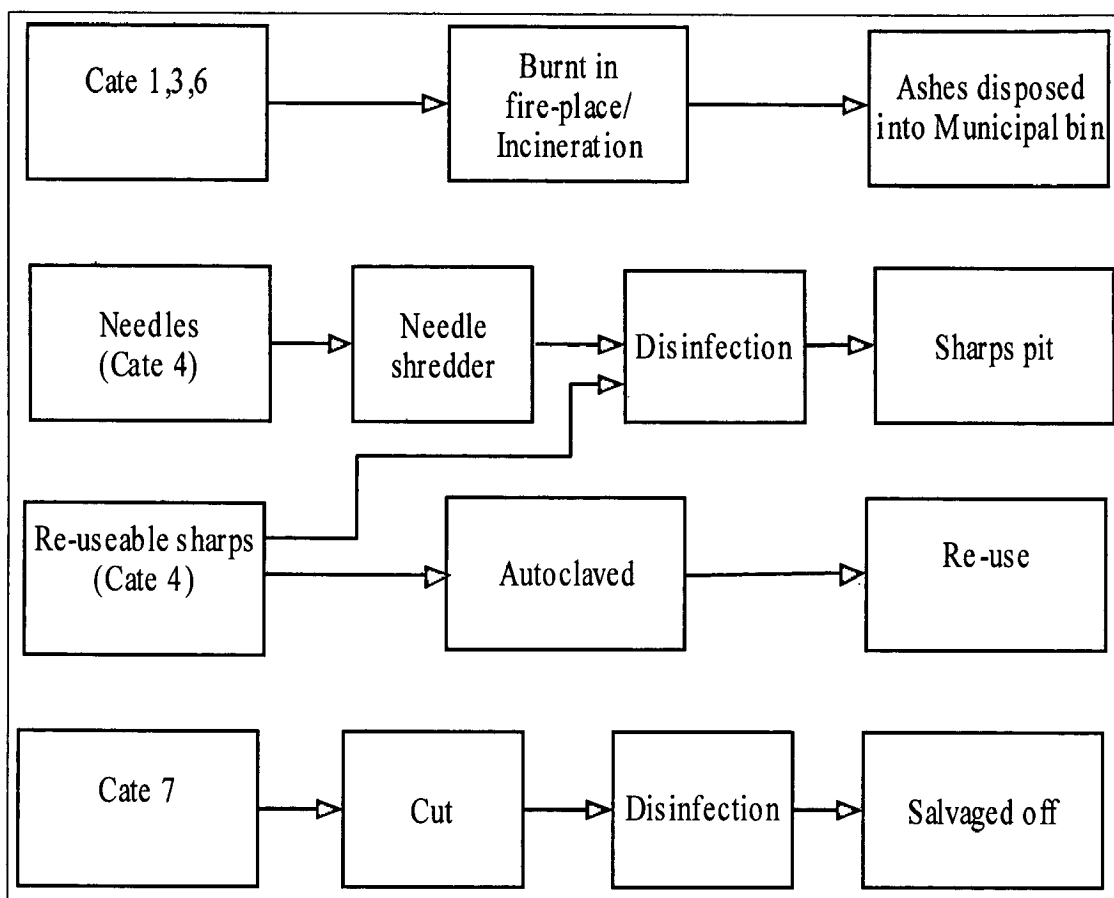 Cate 1,3,6
Burnt in
fire-place/
Incineration
Ashes disposed
into Municipal bin
Needles
(Cate 4)
Needle
shredder
Disinfection
Sharps pit
Re-useable sharps
(Cate 4)
Autoclaved
Re-use
Cate 7
Cut
Disinfection
Salvaged off